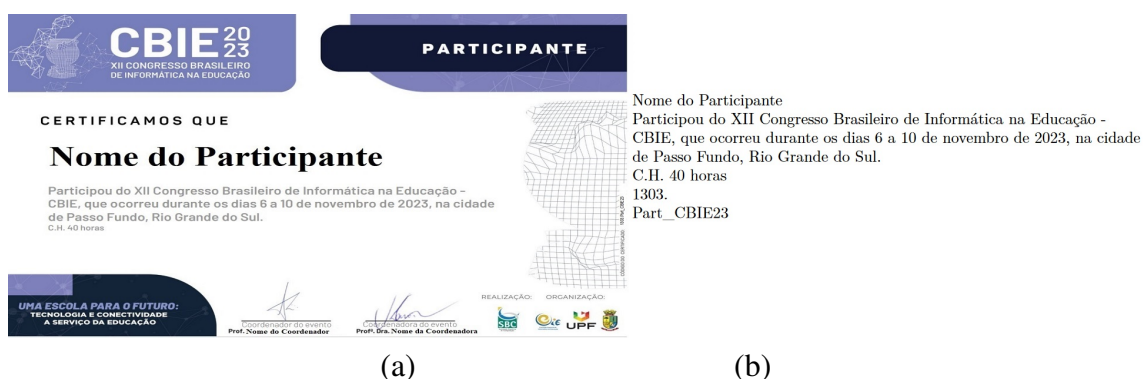 CBIE 20 23
XII CONGRESSO BRASILEIRO
DE INFORMÁTICA NA EDUCAÇÃO
PARTICIPANTE
CERTIFICAMOS QUE
Nome do Participante
Participou do XII Congresso Brasileiro de Informática na Educação -
CBIE, que ocorreu durante os dias 6 a 10 de novembro de 2023, na cidade
de Passo Fundo, Rio Grande do Sul.
C.H. 40 horas
UMA ESCOLA PARA O FUTURO:
TECNOLOGIA E CONECTIVIDADE
A SERVIÇO DA EDUCAÇÃO
Coordenador do evento
Prof. Nome do Coordenador
Coordenadora do evento
Profª. Dra. Nome da Coordenadora
REALIZAÇÃO:
ORGANIZAÇÃO:
SBC
UPF
(a)
Nome do Participante
Participou do XII Congresso Brasileiro de Informática na Educação -
CBIE, que ocorreu durante os dias 6 a 10 de novembro de 2023, na cidade
de Passo Fundo, Rio Grande do Sul.
C.H. 40 horas
1303.
Part_CBIE23
(b)